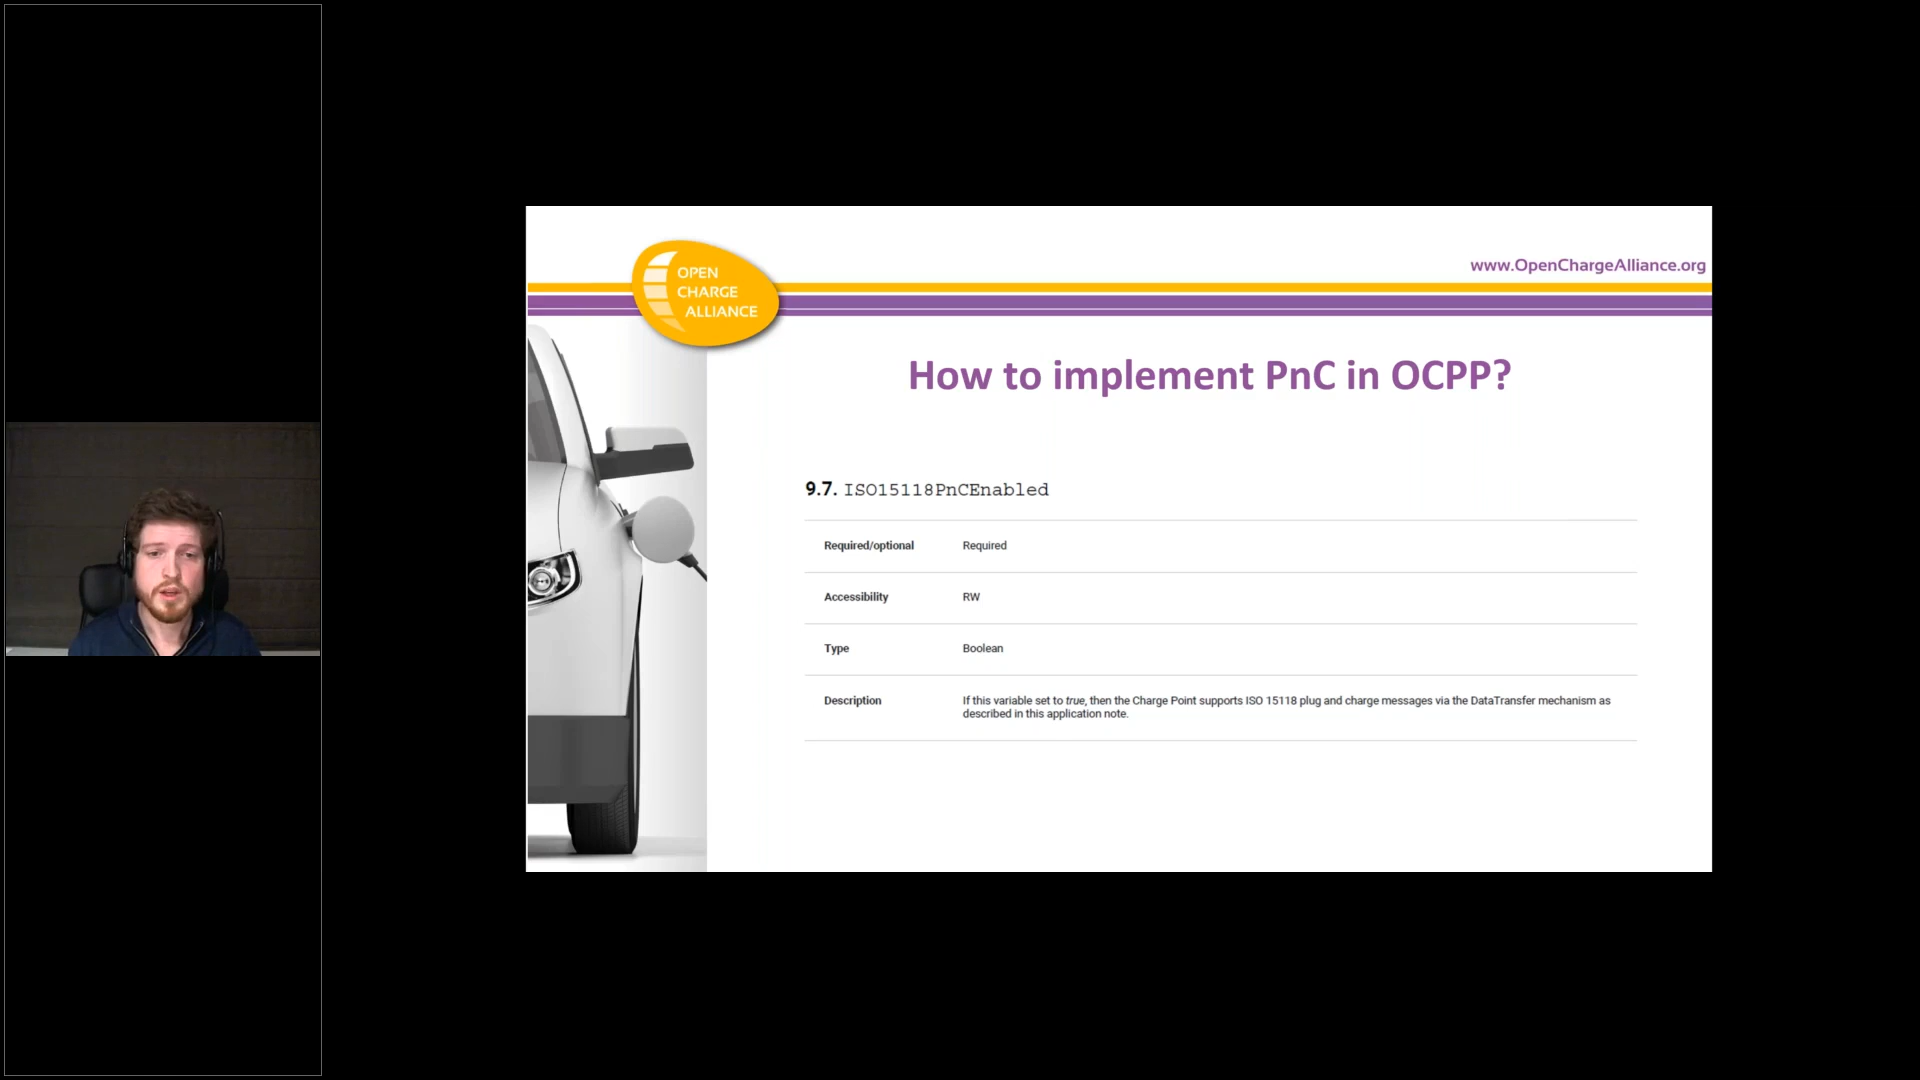 OPEN
CHARGE
ALLIANCE
www.OpenChargeAlliance.org
How to implement PnC in OCPP?
9.7. ISO15118PnCEnabled
Required/optional Required
Accessibility RW
Type Boolean
Description If this variable set to true, then the Charge Point supports ISO 15118 plug and charge messages via the DataTransfer mechanism as
described in this application note.